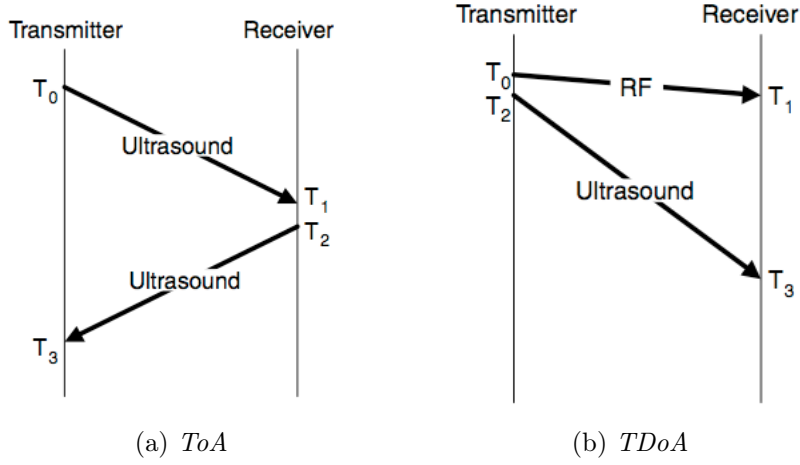 Transmitter
Receiver
T0
Ultrasound
T1
T2
Ultrasound
T3
(a) ToA
Transmitter
Receiver
T0
RF
T1
T2
Ultrasound
T3
(b) TDoA